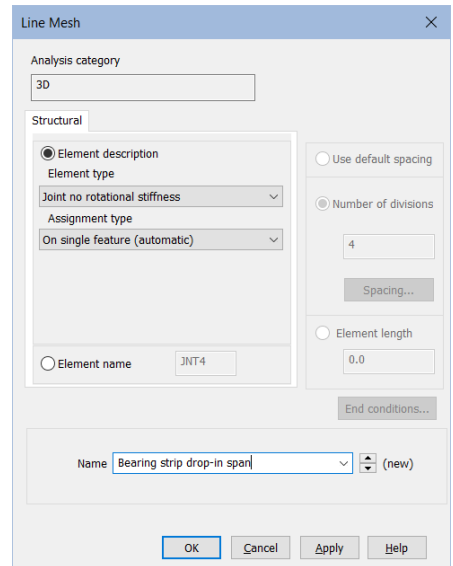 Line Mesh
Analysis category
3D
Structural
Element description
Element type
Joint no rotational stiffness
Assignment type
On single feature (automatic)
Element name JNT4
Use default spacing
Number of divisions
4
Spacing...
Element length
0.0
End conditions...
Name Bearing strip drop-in span (new)
OK Cancel Apply Help